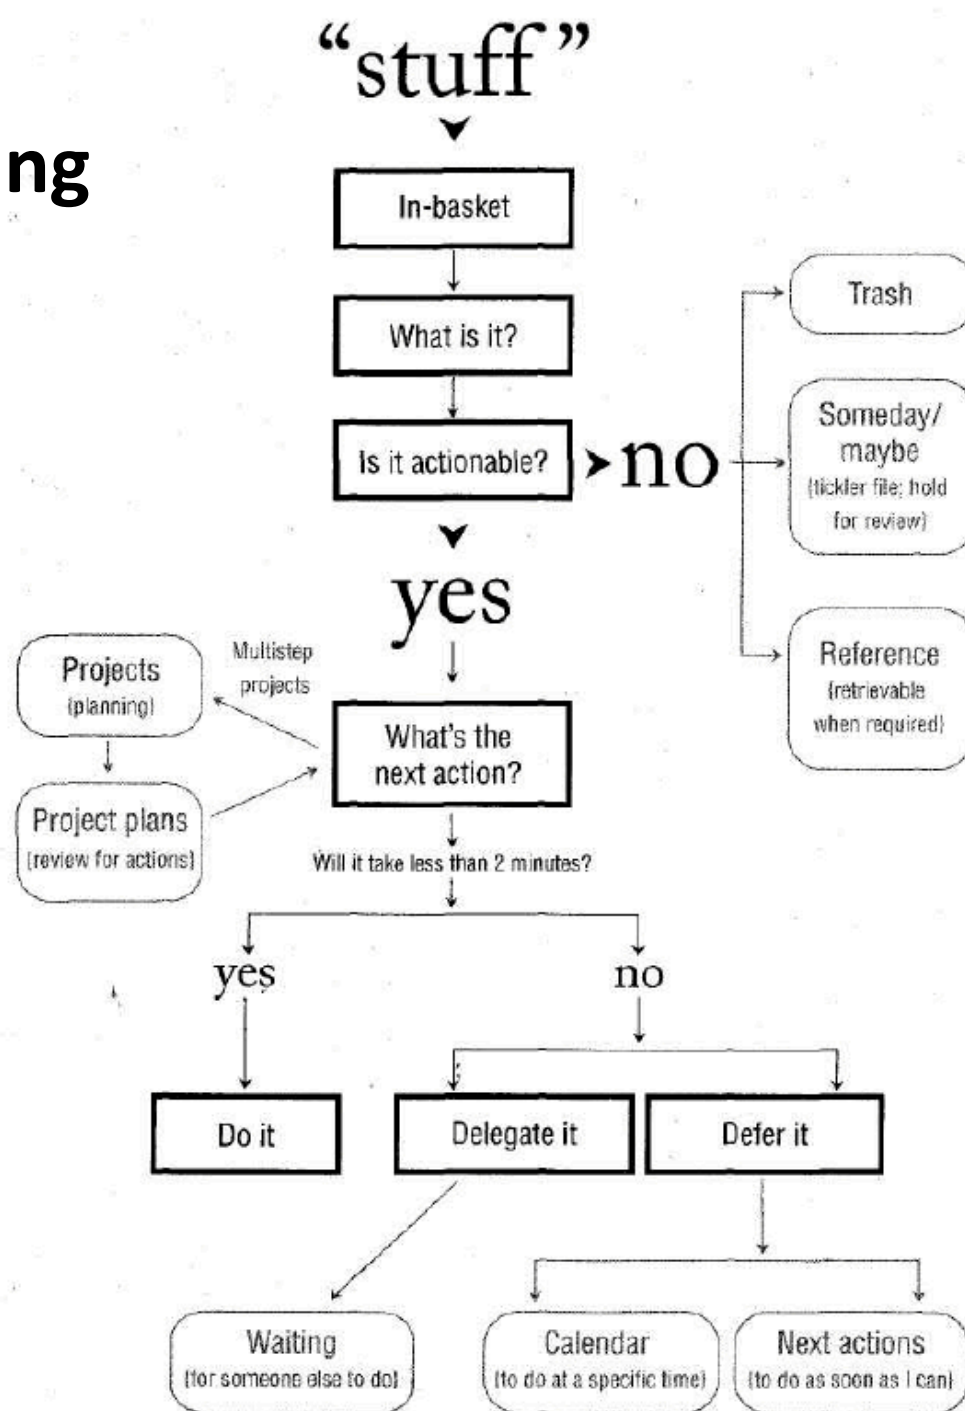 “stuff”
ng
In-basket
What is it?
Trash
Is it actionable?
no
Someday/
maybe
(tickler file; hold
for review)
yes
Reference
(retrievable
when required)
Multistep
projects
Projects
(planning)
What's the
next action?
Project plans
(review for actions)
Will it take less than 2 minutes?
yes
no
Do it
Delegate it
Defer it
Waiting
(for someone else to do)
Calendar
(to do at a specific time)
Next actions
(to do as soon as I can)